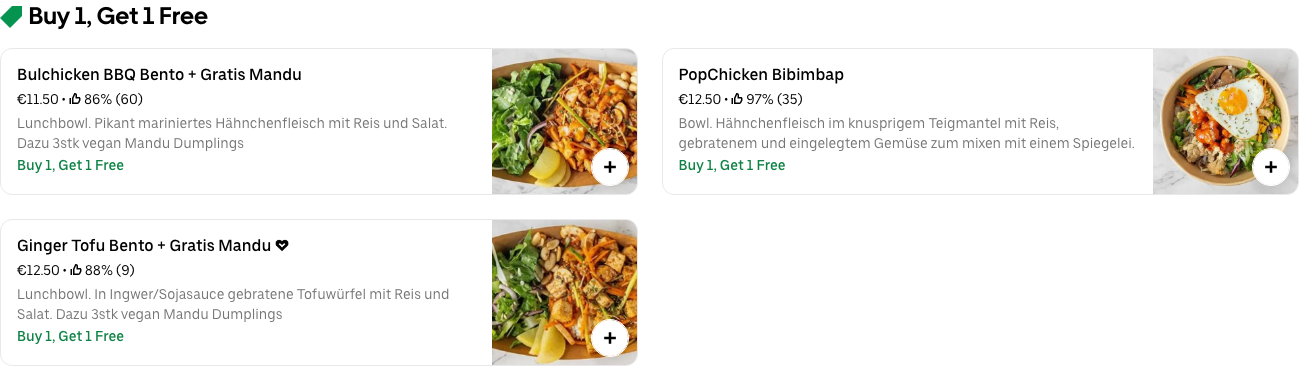 Buy 1, Get 1 Free
Bulchicken BBQ Bento + Gratis Mandu
€11.50 • 86% (60)
Lunchbowl. Pikant mariniertes Hähnchenfleisch mit Reis und Salat.
Dazu 3stk vegan Mandu Dumplings
Buy 1, Get 1 Free
PopChicken Bibimbap
€12.50 • 97% (35)
Bowl. Hähnchenfleisch im knusprigem Teigmantel mit Reis,
gebratenem und eingelegtem Gemüse zum mixen mit einem Spiegelei.
Buy 1, Get 1 Free
Ginger Tofu Bento + Gratis Mandu
€12.50 • 88% (9)
Lunchbowl. In Ingwer/Sojasauce gebratene Tofuwürfel mit Reis und
Salat. Dazu 3stk vegan Mandu Dumplings
Buy 1, Get 1 Free